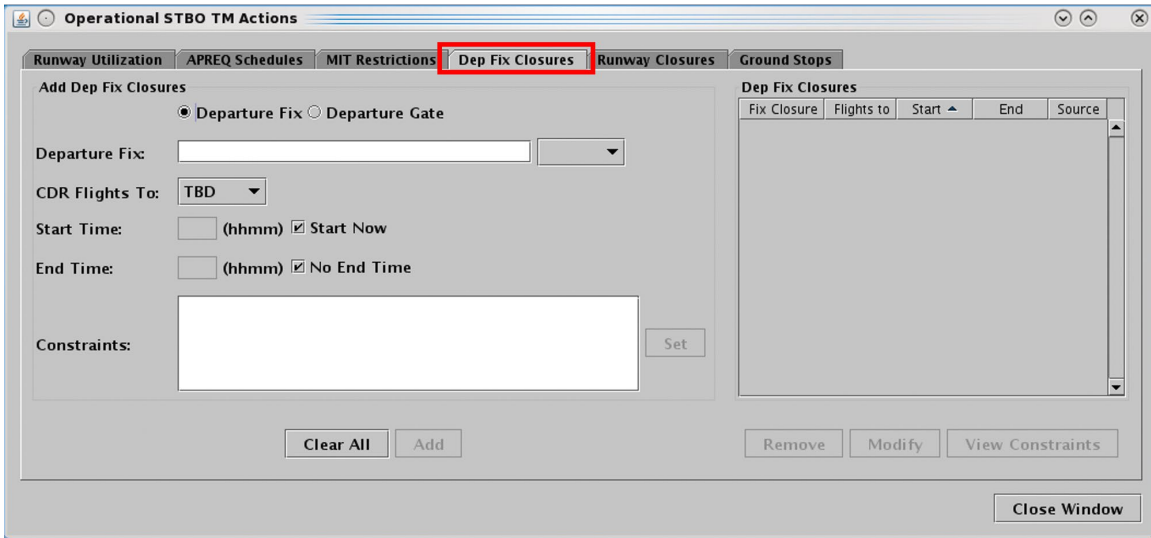 Operational STBO TM Actions
Runway Utilization APREQ Schedules MIT Restrictions Dep Fix Closures Runway Closures Ground Stops
Add Dep Fix Closures
Departure Fix Departure Gate
Departure Fix:
CDR Flights To: TBD
Start Time: (hhmm) Start Now
End Time: (hhmm) No End Time
Constraints: Set
Clear All Add
Dep Fix Closures
Fix Closure Flights to Start End Source
Remove Modify View Constraints
Close Window